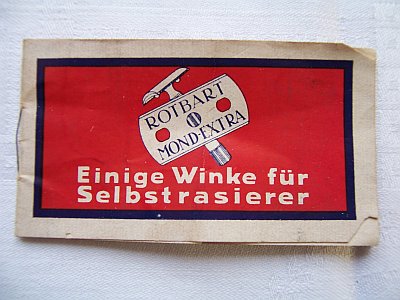 ROTBART
MOND-EXTRA
Einige Winke für
Selbstrasierer